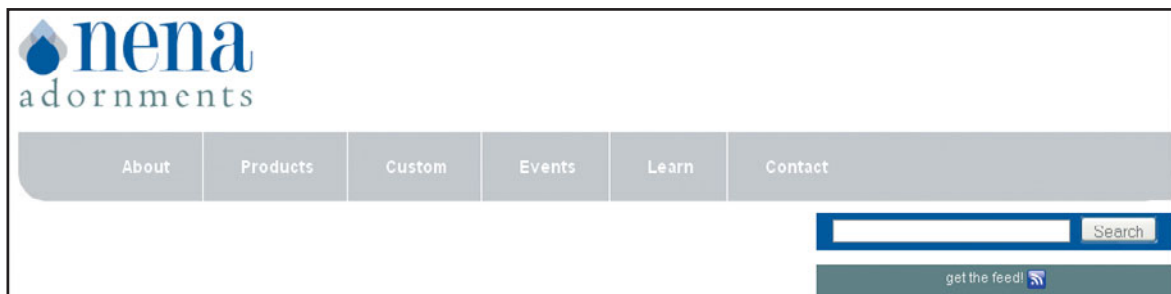 nena
adornments
About Products Custom Events Learn Contact
Search
get the feed!